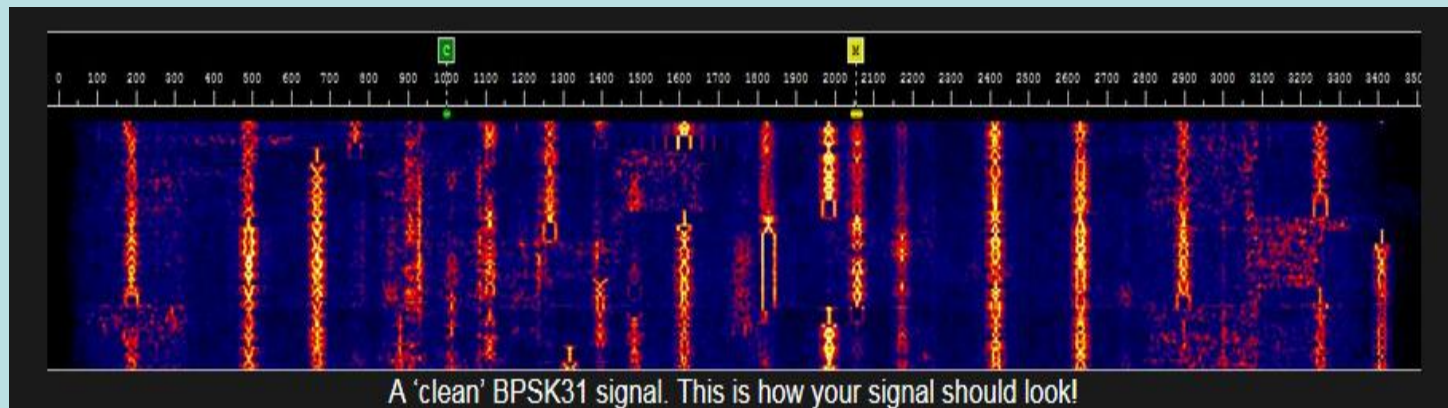 C M
0 100 200 300 400 500 600 700 800 900 1000 1100 1200 1300 1400 1500 1600 1700 1800 1900 2000 2100 2200 2300 2400 2500 2600 2700 2800 2900 3000 3100 3200 3300 3400 350
A ‘clean’ BPSK31 signal. This is how your signal should look!